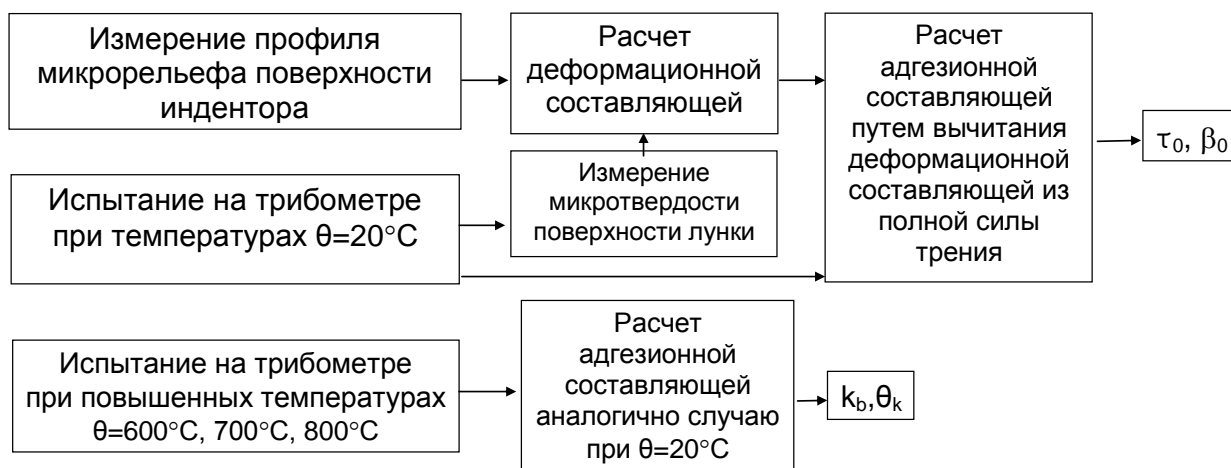 Измерение профиля
микрорельефа поверхности
индентора
Расчет
деформационной
составляющей
Расчет
адгезионной
составляющей
путем вычитания
деформационной
составляющей из
полной силы
трения
τ₀, β₀
Испытание на трибометре
при температурах θ=20°C
Измерение
микротвердости
поверхности лунки
Испытание на трибометре
при повышенных температурах
θ=600°C, 700°C, 800°C
Расчет
адгезионной
составляющей
аналогично случаю
при θ=20°C
k_b,θ_k